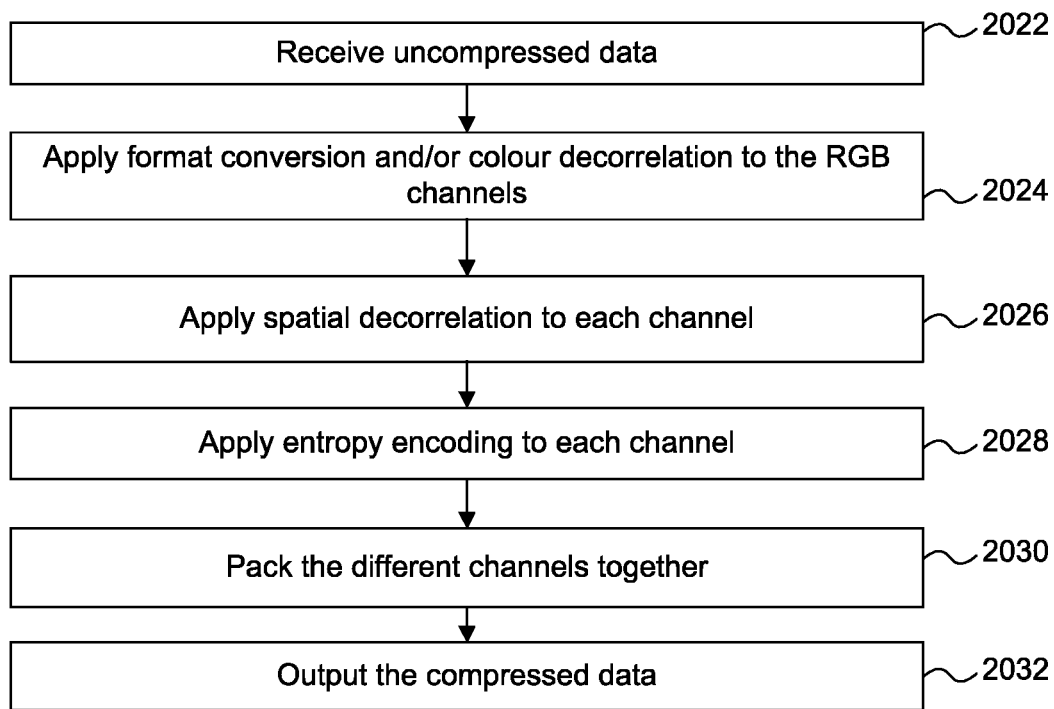 Receive uncompressed data
2022
Apply format conversion and/or colour decorrelation to the RGB
channels
2024
Apply spatial decorrelation to each channel
2026
Apply entropy encoding to each channel
2028
Pack the different channels together
2030
Output the compressed data
2032